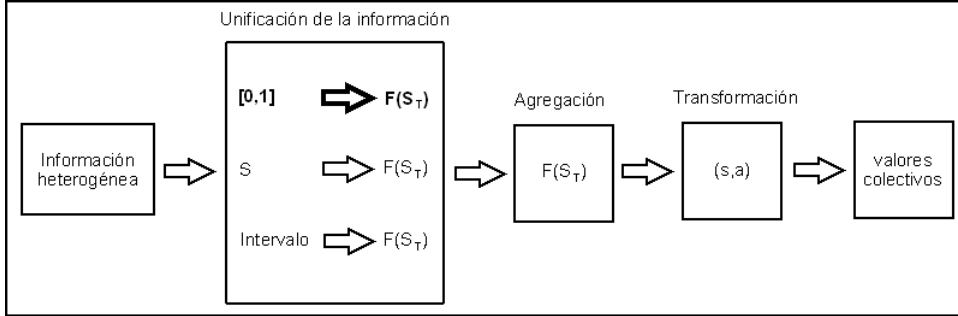 Unificación de la información
Información
heterogénea
[0,1] F(S_T)
S F(S_T)
Intervalo F(S_T)
Agregación
F(S_T)
Transformación
(s,a)
valores
colectivos